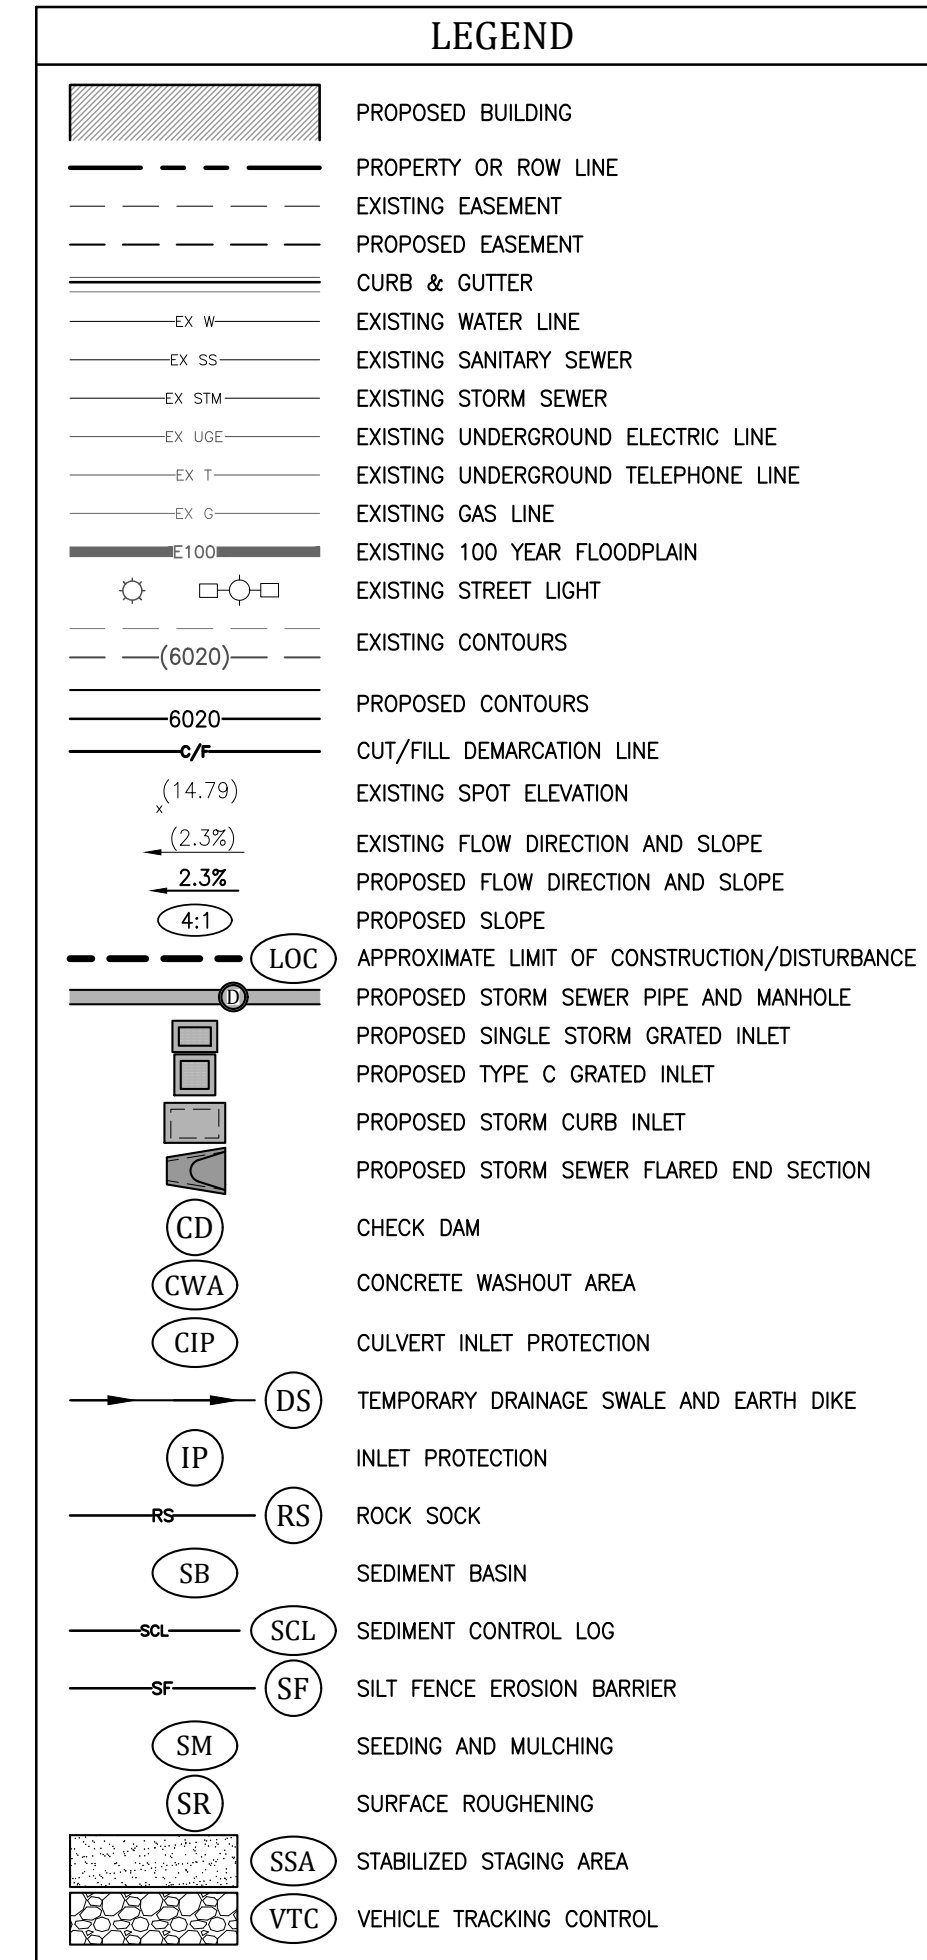 LEGEND
PROPOSED BUILDING
PROPERTY OR ROW LINE
EXISTING EASEMENT
PROPOSED EASEMENT
CURB & GUTTER
EX W EXISTING WATER LINE
EX SS EXISTING SANITARY SEWER
EX STM EXISTING STORM SEWER
EX UGE EXISTING UNDERGROUND ELECTRIC LINE
EX T EXISTING UNDERGROUND TELEPHONE LINE
EX G EXISTING GAS LINE
E100 EXISTING 100 YEAR FLOODPLAIN
EXISTING STREET LIGHT
(6020) EXISTING CONTOURS
6020 PROPOSED CONTOURS
C/F CUT/FILL DEMARCATION LINE
x (14.79) EXISTING SPOT ELEVATION
(2.3%) EXISTING FLOW DIRECTION AND SLOPE
2.3% PROPOSED FLOW DIRECTION AND SLOPE
4:1 PROPOSED SLOPE
LOC APPROXIMATE LIMIT OF CONSTRUCTION/DISTURBANCE
D PROPOSED STORM SEWER PIPE AND MANHOLE
PROPOSED SINGLE STORM GRATED INLET
PROPOSED TYPE C GRATED INLET
PROPOSED STORM CURB INLET
PROPOSED STORM SEWER FLARED END SECTION
CD CHECK DAM
CWA CONCRETE WASHOUT AREA
CIP CULVERT INLET PROTECTION
DS TEMPORARY DRAINAGE SWALE AND EARTH DIKE
IP INLET PROTECTION
RS RS ROCK SOCK
SB SEDIMENT BASIN
SCL SCL SEDIMENT CONTROL LOG
SF SF SILT FENCE EROSION BARRIER
SM SEEDING AND MULCHING
SR SURFACE ROUGHENING
SSA STABILIZED STAGING AREA
VTC VEHICLE TRACKING CONTROL